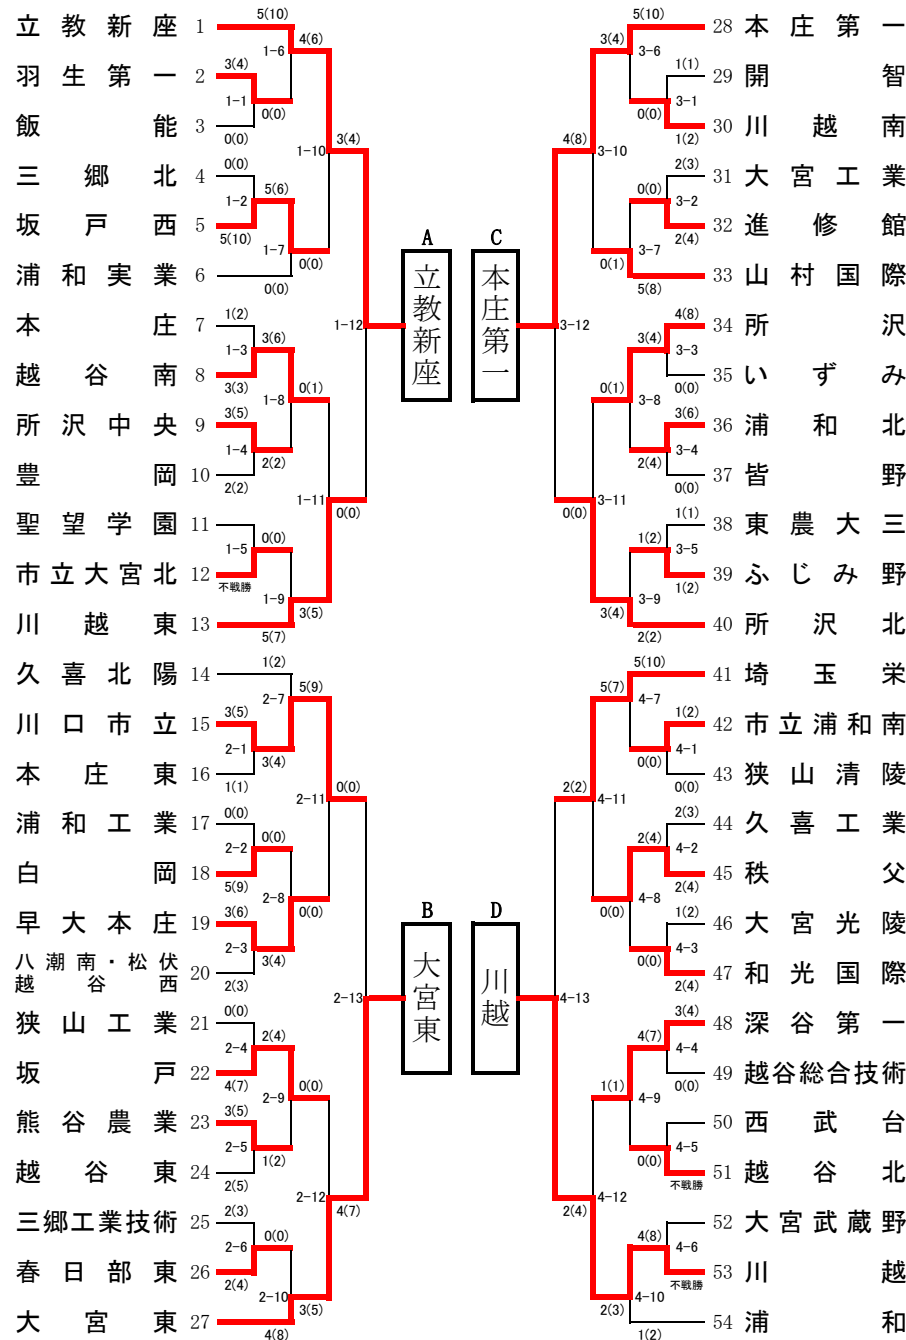 立教新座 1 5(10)
1-6 4(6)
羽生第一 2 3(4)
1-1 0(0)
飯能 3 0(0)
1-10 3(4)
三郷北 4 0(0)
1-2 5(6)
坂戸西 5 5(10)
1-7 0(0)
浦和実業 6 0(0)
1-12
A
立教新座
本庄 7 1(2)
1-3 3(6)
越谷南 8 3(3)
1-8 0(1)
所沢中央 9 3(5)
1-4 2(2)
豊岡 10 2(2)
1-11 0(0)
聖望学園 11
1-5 0(0)
市立大宮北 12 不戦勝
1-9 3(5)
川越東 13 5(7)
久喜北陽 14 1(2)
2-7 5(9)
川口市立 15 3(5)
2-1 3(4)
本庄東 16 1(1)
2-11 0(0)
浦和工業 17 0(0)
2-2 0(0)
白岡 18 5(9)
2-8 0(0)
早大本庄 19 3(6)
2-3 3(4)
八潮南・松伏
越谷西 20 2(3)
2-13
B
大宮東
狭山工業 21 0(0)
2-4 2(4)
坂戸 22 4(7)
2-9 0(0)
熊谷農業 23 3(5)
2-5 1(2)
越谷東 24 2(5)
2-12 4(7)
三郷工業技術 25 2(3)
2-6 0(0)
春日部東 26 2(4)
2-10 3(5)
大宮東 27 4(8)
5(10) 28 本庄第一
3(4) 3-6
1(1) 29 開智
0(0) 3-1
1(2) 30 川越南
4(8) 3-10
2(3) 31 大宮工業
0(0) 3-2
2(4) 32 進修館
0(1) 3-7
5(8) 33 山村国際
3-12
C
本庄第一
4(8) 34 所沢
3(4) 3-3
0(0) 35 いずみ
0(1) 3-8
3(6) 36 浦和北
2(4) 3-4
0(0) 37 皆野
0(0) 3-11
1(1) 38 東農大三
1(2) 3-5
1(2) 39 ふじみ野
3(4) 3-9
2(2) 40 所沢北
5(10) 41 埼玉栄
5(7) 4-7
1(2) 42 市立浦和南
0(0) 4-1
0(0) 43 狭山清陵
2(2) 4-11
2(3) 44 久喜工業
2(4) 4-2
2(4) 45 秩父
0(0) 4-8
1(2) 46 大宮光陵
0(0) 4-3
2(4) 47 和光国際
4-13
D
川越
3(4) 48 深谷第一
4(7) 4-4
0(0) 49 越谷総合技術
1(1) 4-9
50 西武台
0(0) 4-5
不戦勝 51 越谷北
2(4) 4-12
52 大宮武蔵野
4(8) 4-6
不戦勝 53 川越
2(3) 4-10
1(2) 54 浦和